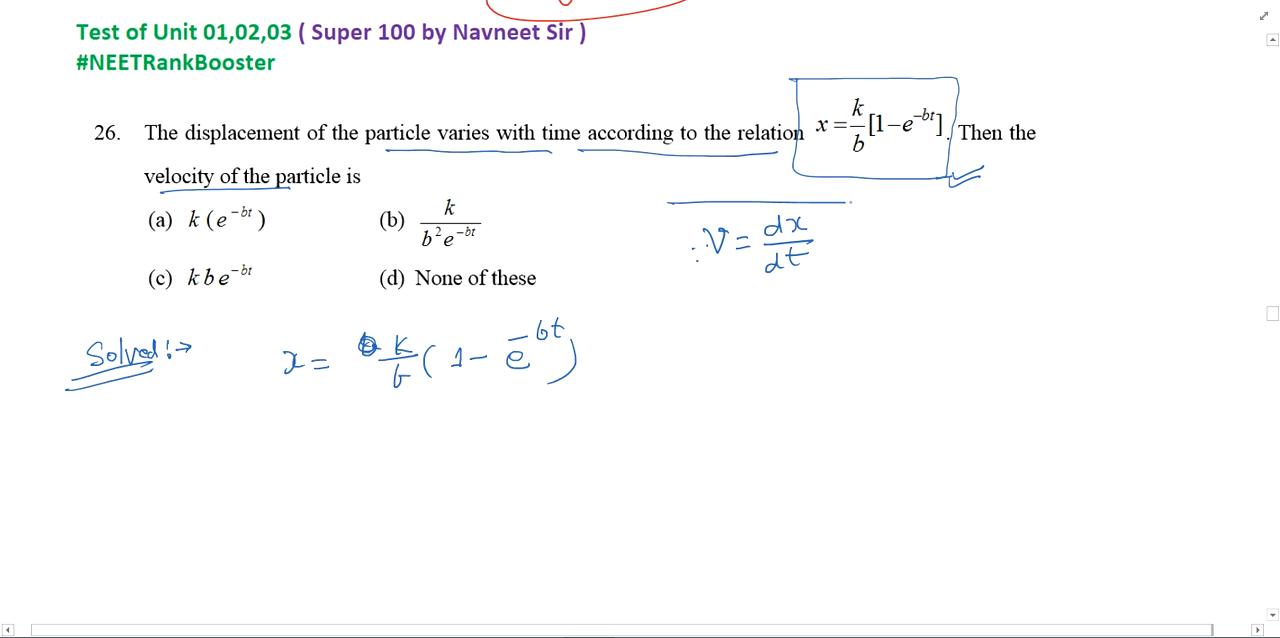 Test of Unit 01,02,03 ( Super 100 by Navneet Sir )
#NEETRankBooster
26. The displacement of the particle varies with time according to the relation x = k/b [1−e^−bt]. Then the
velocity of the particle is
(a) k(e^−bt) (b) k/(b²e^−bt)
∴V = dx/dt
(c) kbe^−bt (d) None of these
Solved:→ x = k/b (1 − e^−bt)